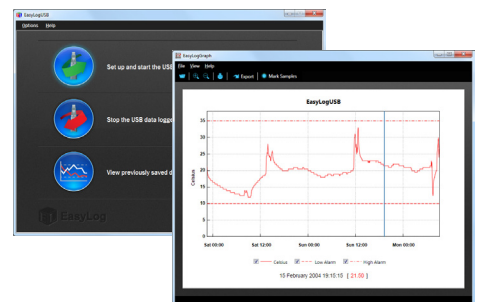 EasyLogUSB
Options Help
Set up and start the USB
Stop the USB data logge
View previously saved d
EasyLog
EasyLogGraph
File View Help
Export Mark Samples
EasyLogUSB
Celsius
35
30
25
20
15
10
5
0
Sat 00:00 Sat 12:00 Sun 00:00 Sun 12:00 Mon 00:00
Celsius Low Alarm High Alarm
15 February 2004 19:15:15 [ 21.50 ]